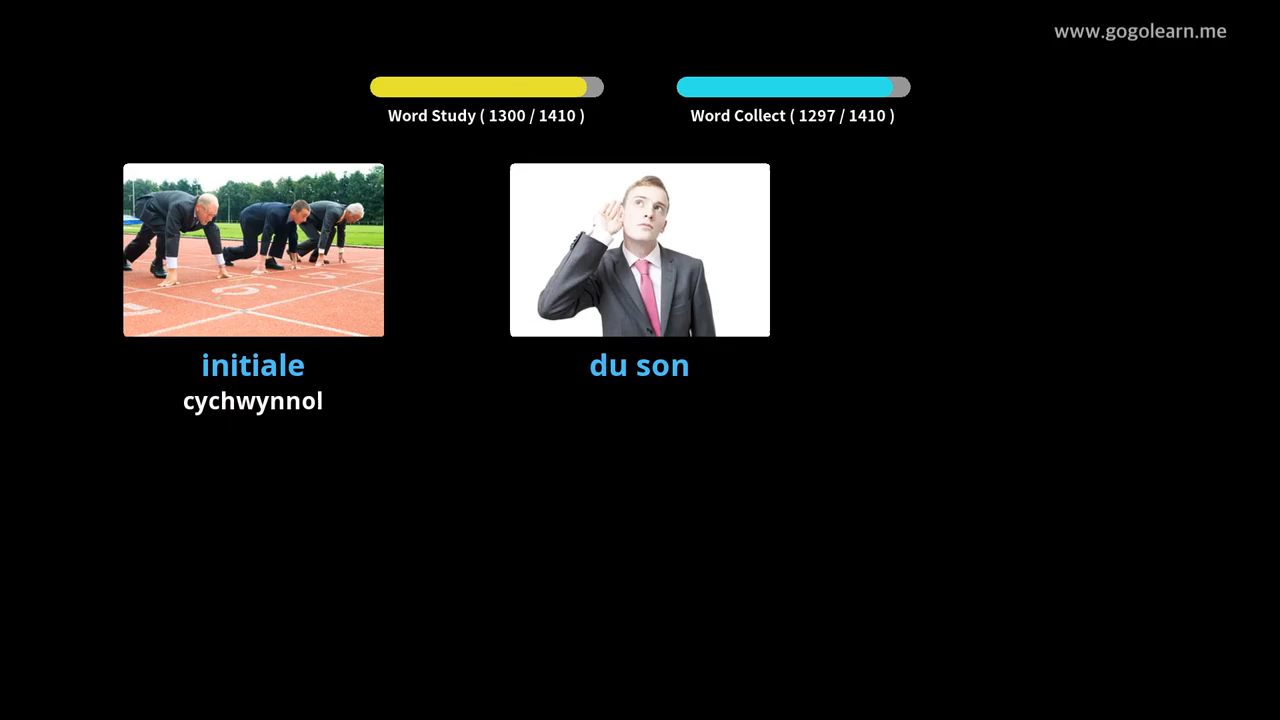 www.gogolearn.me
Word Study ( 1300 / 1410 )
Word Collect ( 1297 / 1410 )
initiale
cychwynnol
du son